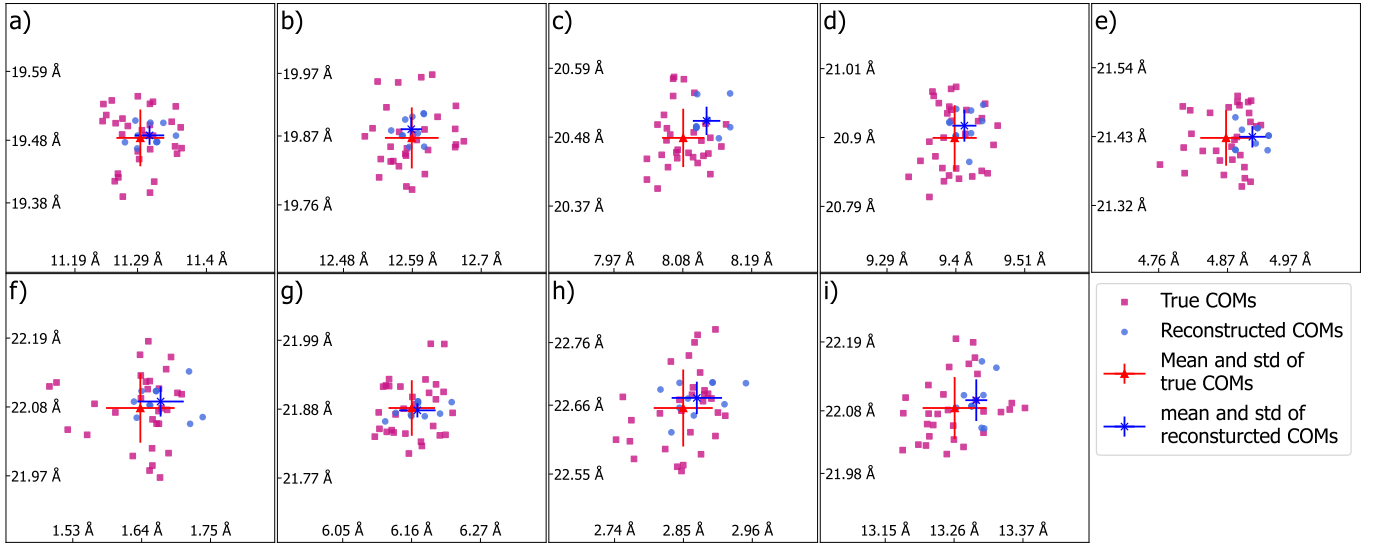 a)
19.59 Å
19.48 Å
19.38 Å
11.19 Å 11.29 Å 11.4 Å
b)
19.97 Å
19.87 Å
19.76 Å
12.48 Å 12.59 Å 12.7 Å
c)
20.59 Å
20.48 Å
20.37 Å
7.97 Å 8.08 Å 8.19 Å
d)
21.01 Å
20.9 Å
20.79 Å
9.29 Å 9.4 Å 9.51 Å
e)
21.54 Å
21.43 Å
21.32 Å
4.76 Å 4.87 Å 4.97 Å
f)
22.19 Å
22.08 Å
21.97 Å
1.53 Å 1.64 Å 1.75 Å
g)
21.99 Å
21.88 Å
21.77 Å
6.05 Å 6.16 Å 6.27 Å
h)
22.76 Å
22.66 Å
22.55 Å
2.74 Å 2.85 Å 2.96 Å
i)
22.19 Å
22.08 Å
21.98 Å
13.15 Å 13.26 Å 13.37 Å
True COMs
Reconstructed COMs
Mean and std of
true COMs
mean and std of
reconsturcted COMs